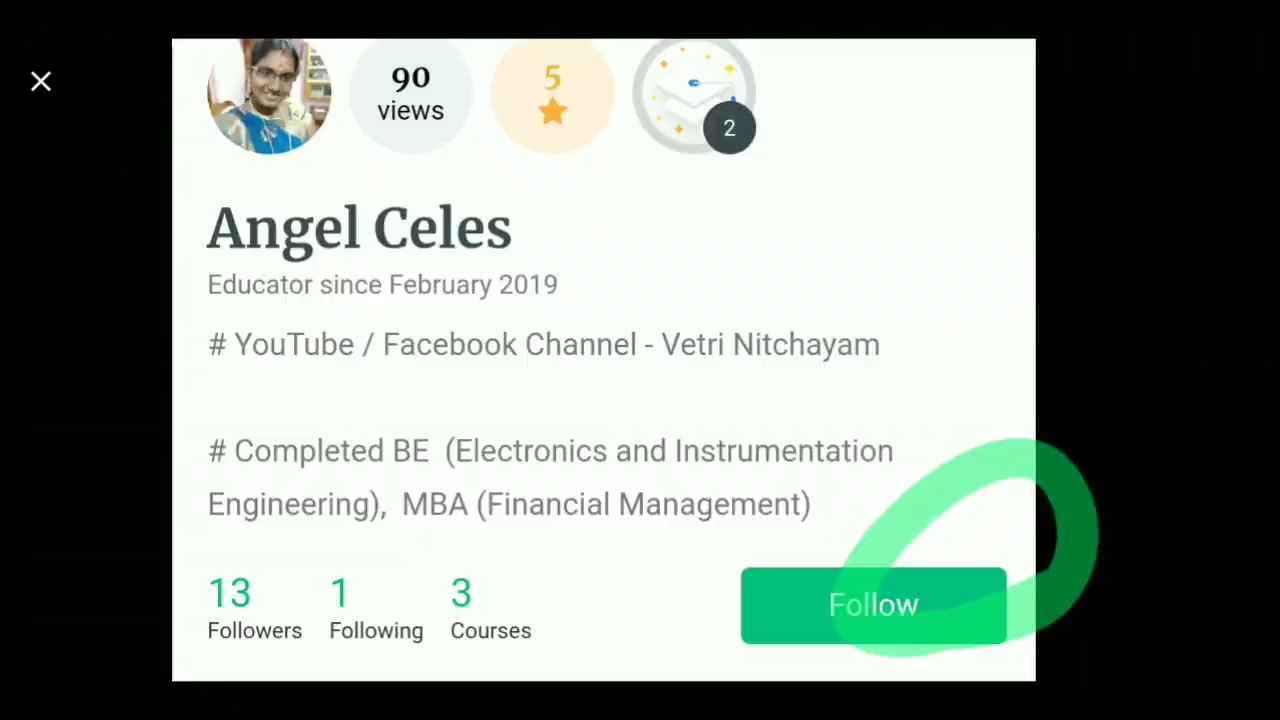 90
views
5
2
Angel Celes
Educator since February 2019
# YouTube / Facebook Channel - Vetri Nitchayam
# Completed BE (Electronics and Instrumentation
Engineering), MBA (Financial Management)
13 1 3
Followers Following Courses
Follow